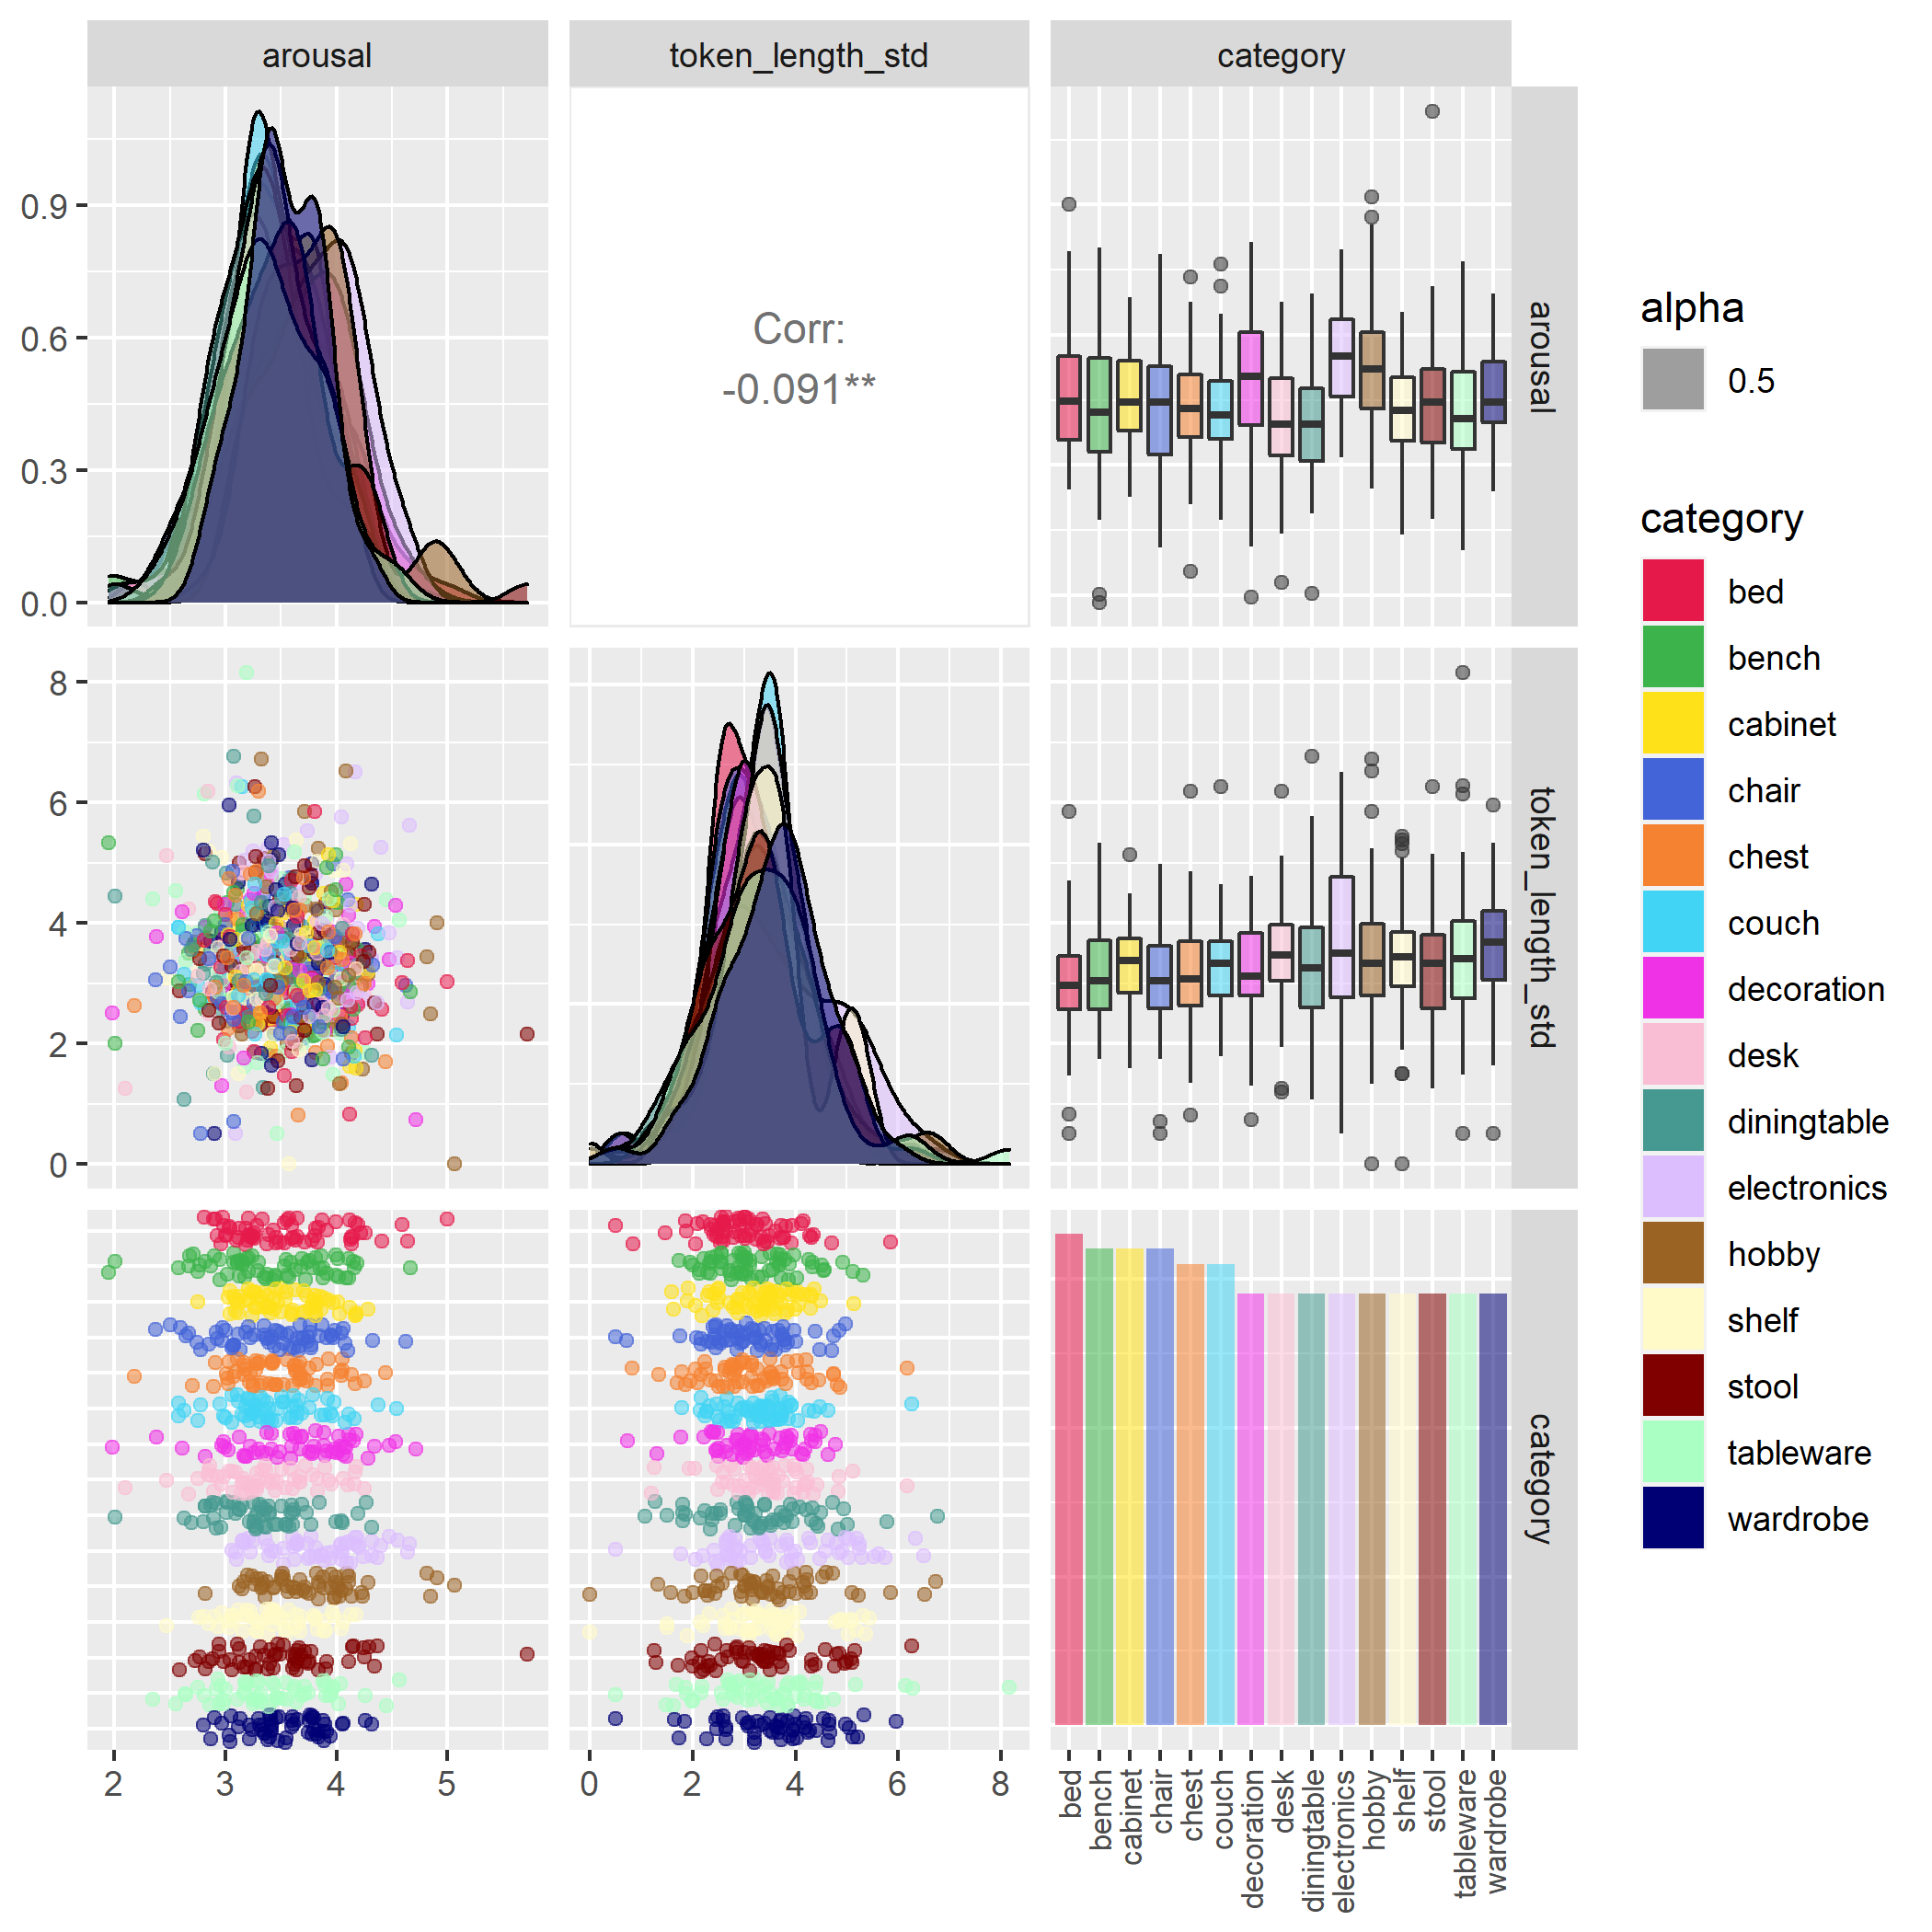 arousal
token_length_std
category
0.9
0.6
0.3
0.0
Corr:
-0.091**
arousal
8
6
4
2
0
token_length_std
category
2
3
4
5
0
2
4
6
8
bed
bench
cabinet
chair
chest
couch
decoration
desk
diningtable
electronics
hobby
shelf
stool
tableware
wardrobe
alpha
0.5
category
bed
bench
cabinet
chair
chest
couch
decoration
desk
diningtable
electronics
hobby
shelf
stool
tableware
wardrobe